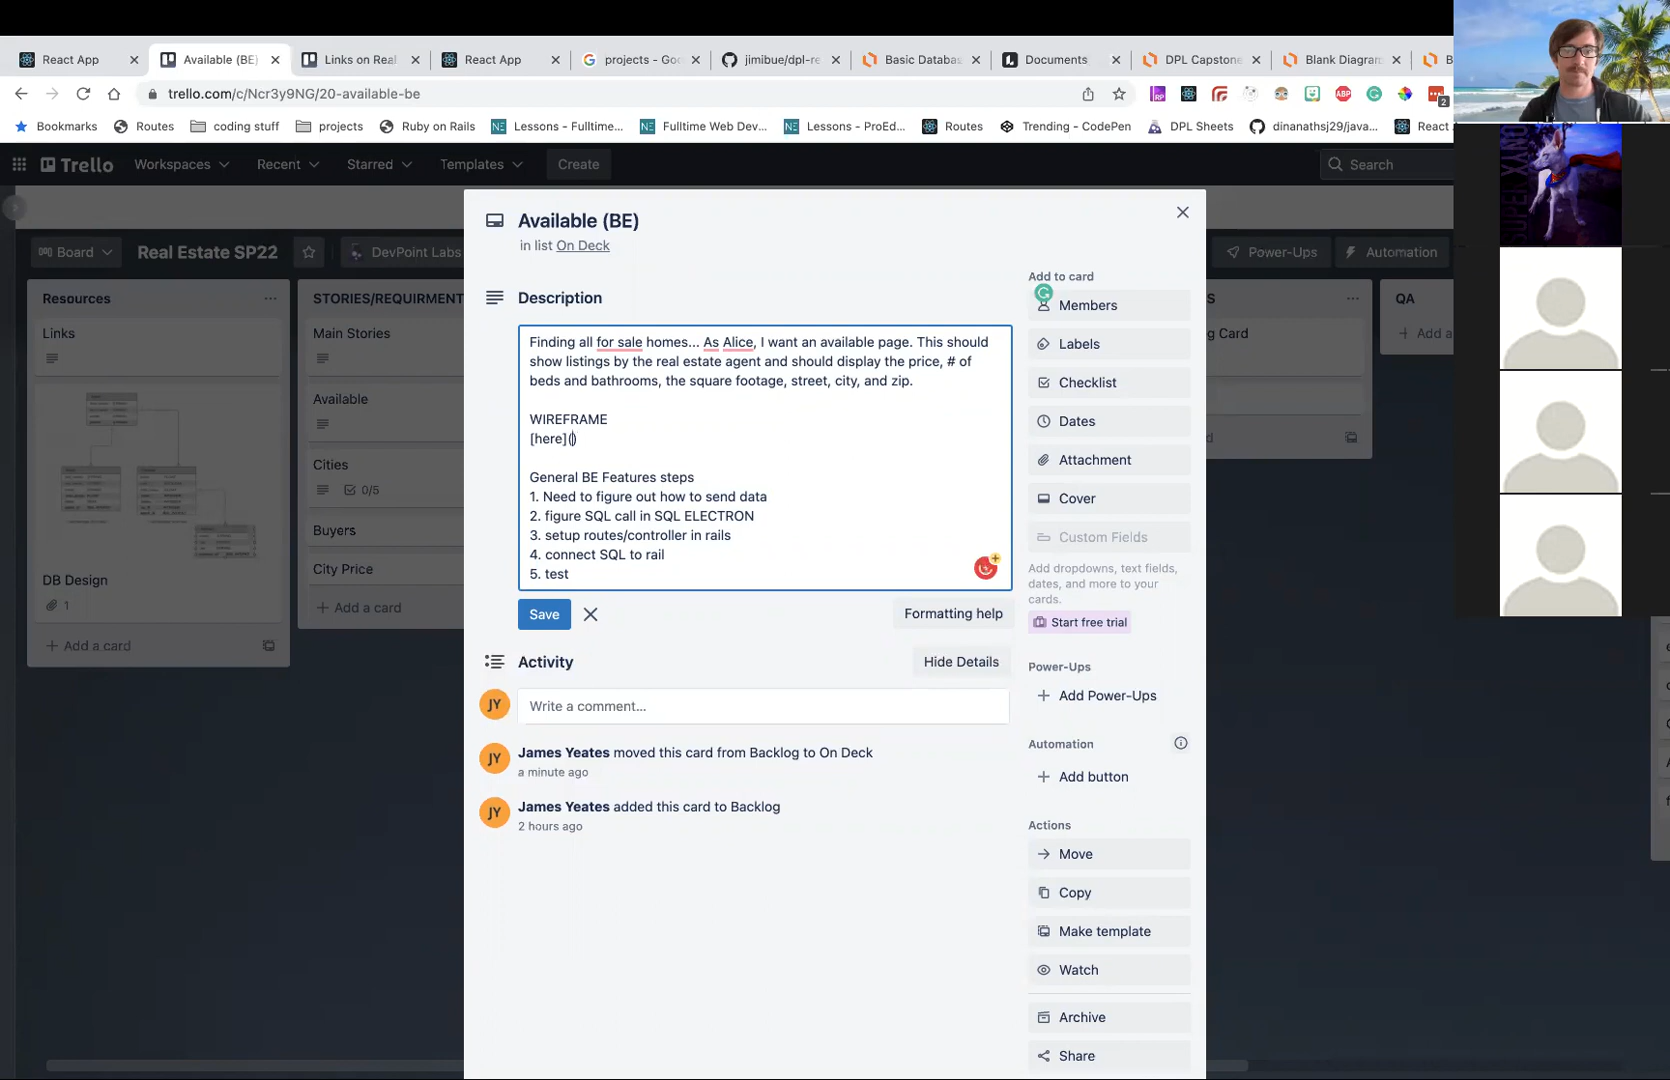 React App
Available (BE)
Links on Real
React App
projects - Goo
jimibue/dpl-re
Basic Databas
Documents
DPL Capstone
Blank Diagram
trello.com/c/Ncr3y9NG/20-available-be
2
Bookmarks
Routes
coding stuff
projects
Ruby on Rails
Lessons - Fulltime...
Fulltime Web Dev...
Lessons - ProEd...
Routes
Trending - CodePen
DPL Sheets
dinanathsj29/java...
React
Trello
Workspaces
Recent
Starred
Templates
Create
Search
Board
Real Estate SP22
DevPoint Labs
Power-Ups
Automation
Resources
Links
DB Design
1
Add a card
STORIES/REQUIRMENT
Main Stories
Available
Cities
0/5
Buyers
City Price
Add a card
Available (BE)
in list On Deck
Description
Finding all for sale homes... As Alice, I want an available page. This should
show listings by the real estate agent and should display the price, # of
beds and bathrooms, the square footage, street, city, and zip.
WIREFRAME
[here]()
General BE Features steps
1. Need to figure out how to send data
2. figure SQL call in SQL ELECTRON
3. setup routes/controller in rails
4. connect SQL to rail
5. test
Save
Formatting help
Activity
Hide Details
JY
Write a comment...
JY
James Yeates moved this card from Backlog to On Deck
a minute ago
JY
James Yeates added this card to Backlog
2 hours ago
Add to card
Members
Labels
Checklist
Dates
Attachment
Cover
Custom Fields
Add dropdowns, text fields,
dates, and more to your
cards.
Start free trial
Power-Ups
Add Power-Ups
Automation
Add button
Actions
Move
Copy
Make template
Watch
Archive
Share
g Card
QA
Add a